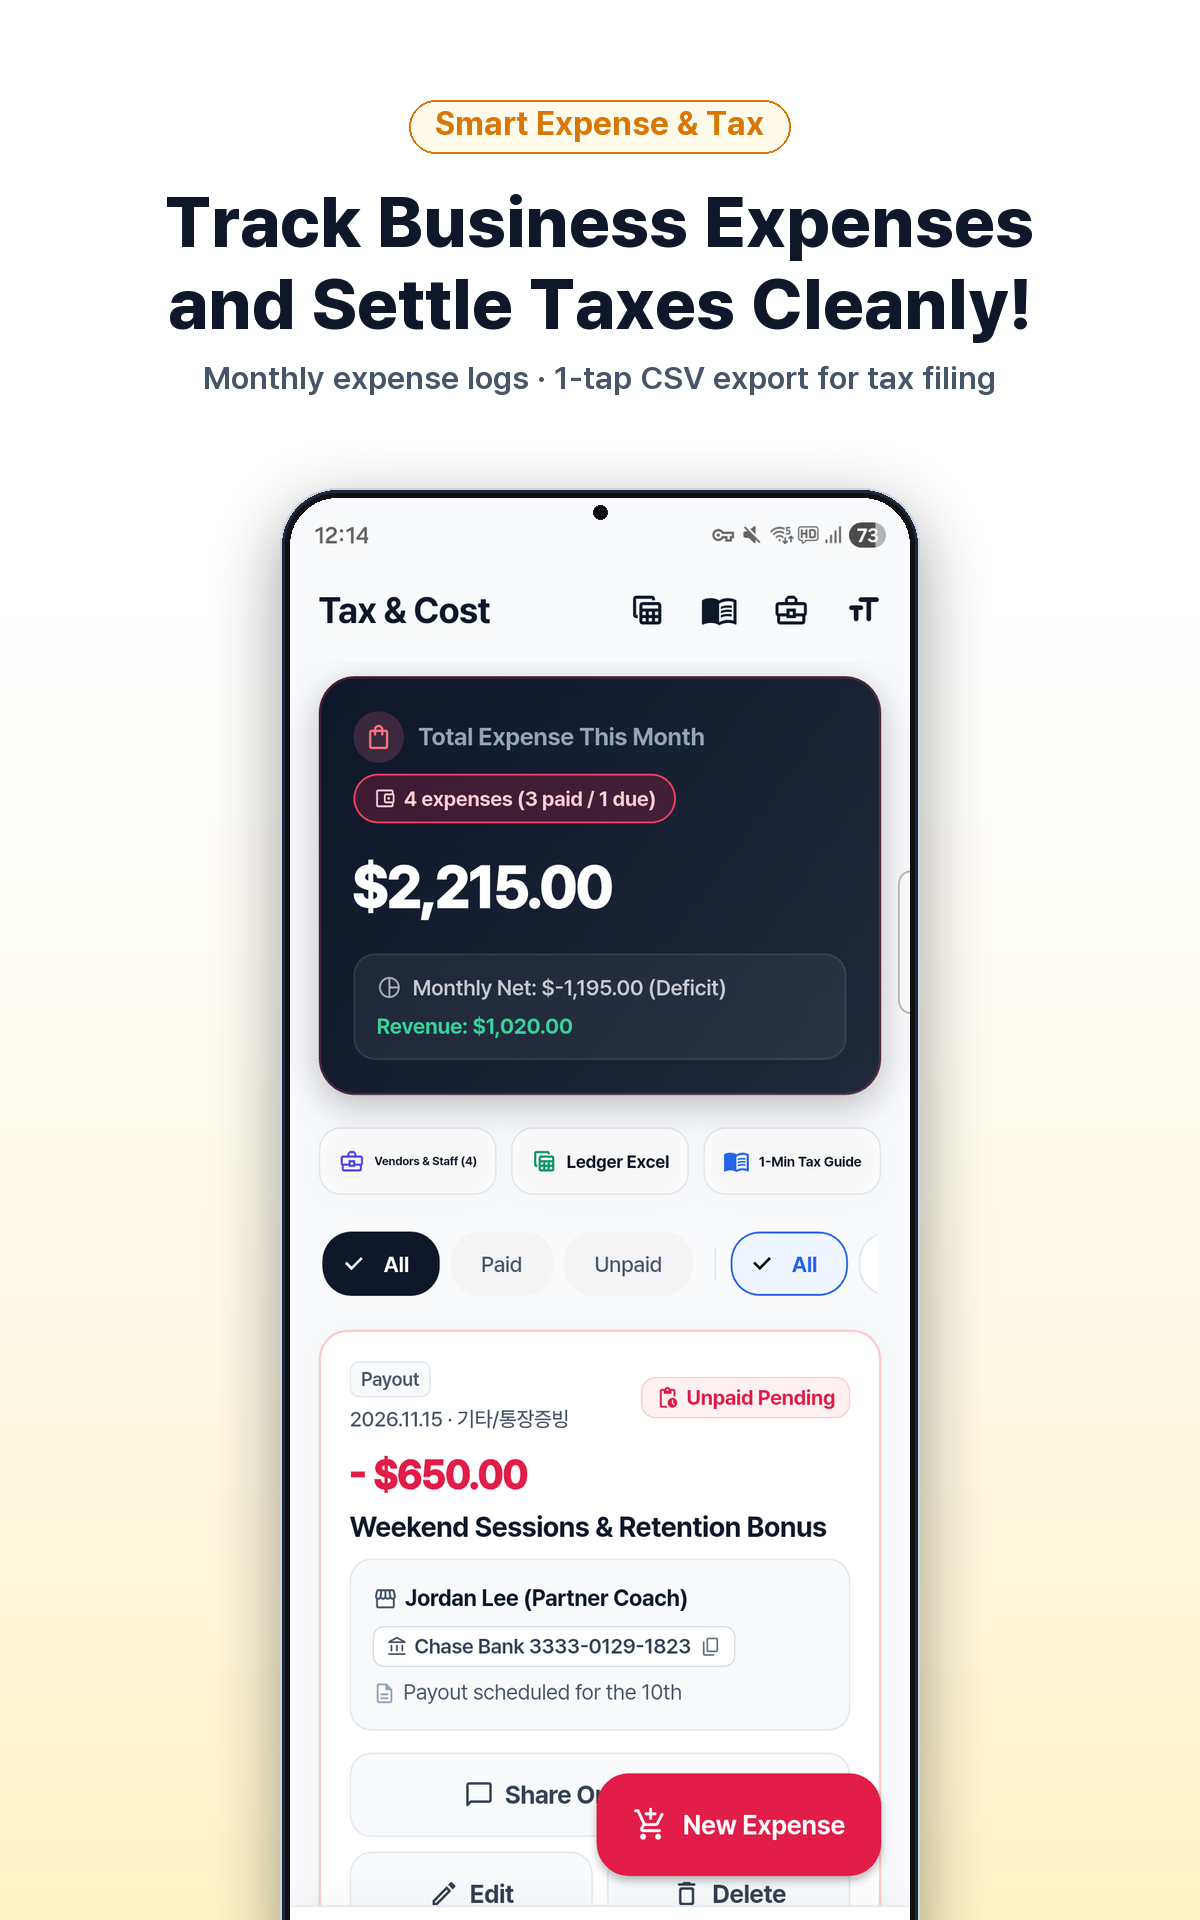 Smart Expense & Tax
Track Business Expenses
and Settle Taxes Cleanly!
Monthly expense logs · 1-tap CSV export for tax filing
12:14
5
HD
73
Tax & Cost
TT
Total Expense This Month
4 expenses (3 paid / 1 due)
$2,215.00
Monthly Net: $-1,195.00 (Deficit)
Revenue: $1,020.00
Vendors & Staff (4)
Ledger Excel
1-Min Tax Guide
All
Paid
Unpaid
All
Payout
Unpaid Pending
2026.11.15 · 기타/통장증빙
- $650.00
Weekend Sessions & Retention Bonus
Jordan Lee (Partner Coach)
Chase Bank 3333-0129-1823
Payout scheduled for the 10th
Share
New Expense
Edit
Delete